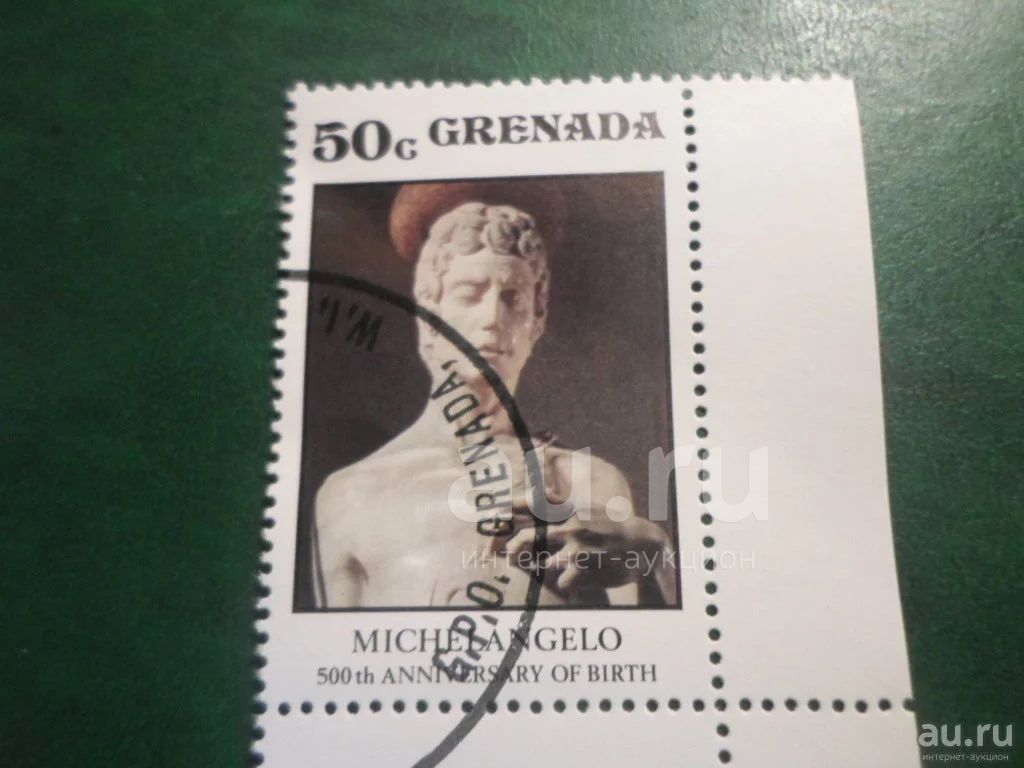 50c GRENADA
W.I.
G.P.O. GRENADA,
au.ru
интернет-аукцион
MICHELANGELO
500th ANNIVERSARY OF BIRTH
au.ru
интернет-аукцион